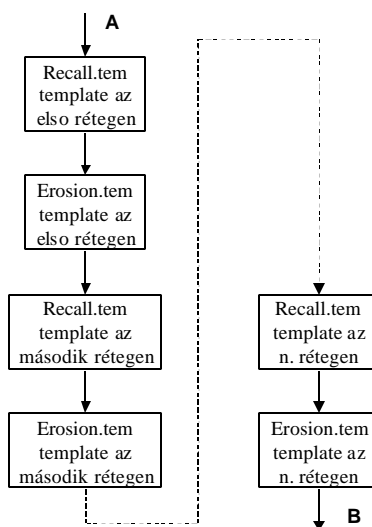 A
Recall.tem
template az
elso rétegen
Erosion.tem
template az
elso rétegen
Recall.tem
template az
második rétegen
Erosion.tem
template az
második rétegen
Recall.tem
template az
n. rétegen
Erosion.tem
template az
n. rétegen
B